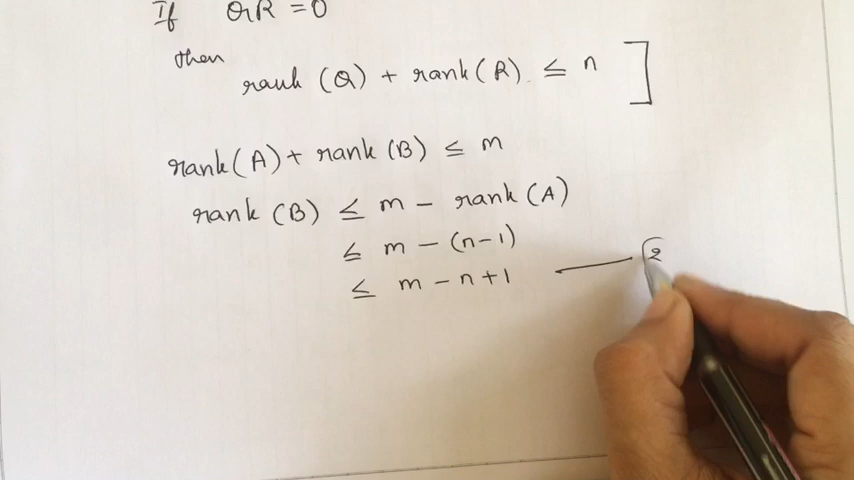 If QR = 0
then
rank (Q) + rank (R) ≤ n ]
rank (A) + rank (B) ≤ m
rank (B) ≤ m - rank (A)
≤ m - (n-1)
≤ m - n + 1 —— 2